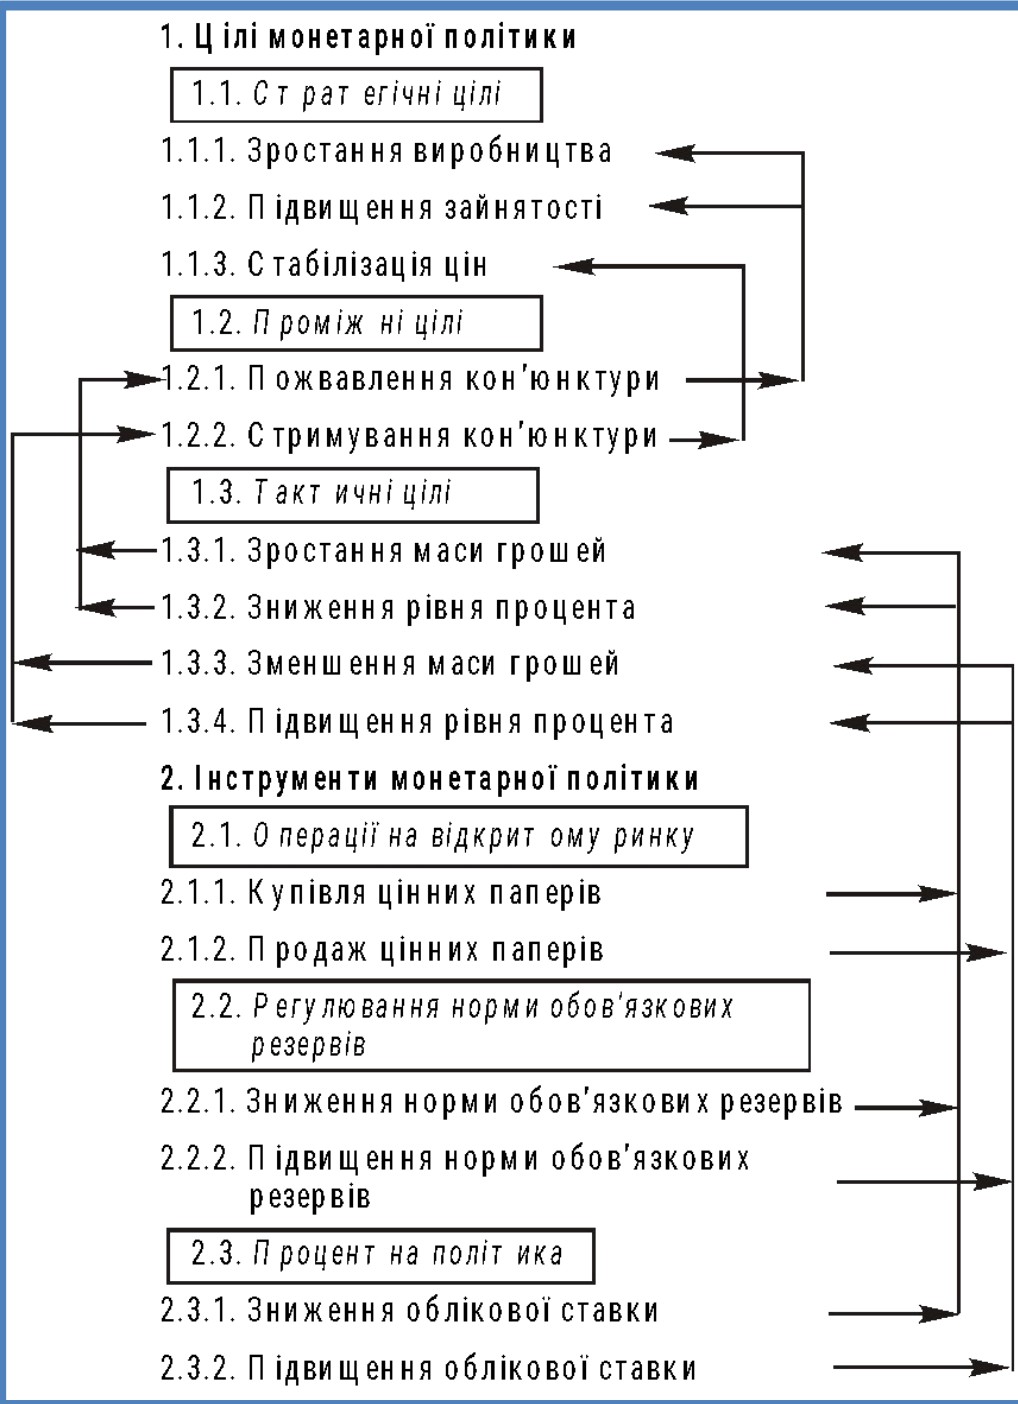 1. Цілі монетарної політики
1.1. Стратегічні цілі
1.1.1. Зростання виробництва
1.1.2. Підвищення зайнятості
1.1.3. Стабілізація цін
1.2. Проміжні цілі
1.2.1. Пожвавлення кон'юнктури
1.2.2. Стримування кон'юнктури
1.3. Тактичні цілі
1.3.1. Зростання маси грошей
1.3.2. Зниження рівня процента
1.3.3. Зменшення маси грошей
1.3.4. Підвищення рівня процента
2. Інструменти монетарної політики
2.1. Операції на відкритому ринку
2.1.1. Купівля цінних паперів
2.1.2. Продаж цінних паперів
2.2. Регулювання норми обов'язкових
резервів
2.2.1. Зниження норми обов'язкових резервів
2.2.2. Підвищення норми обов'язкових
резервів
2.3. Процентна політика
2.3.1. Зниження облікової ставки
2.3.2. Підвищення облікової ставки